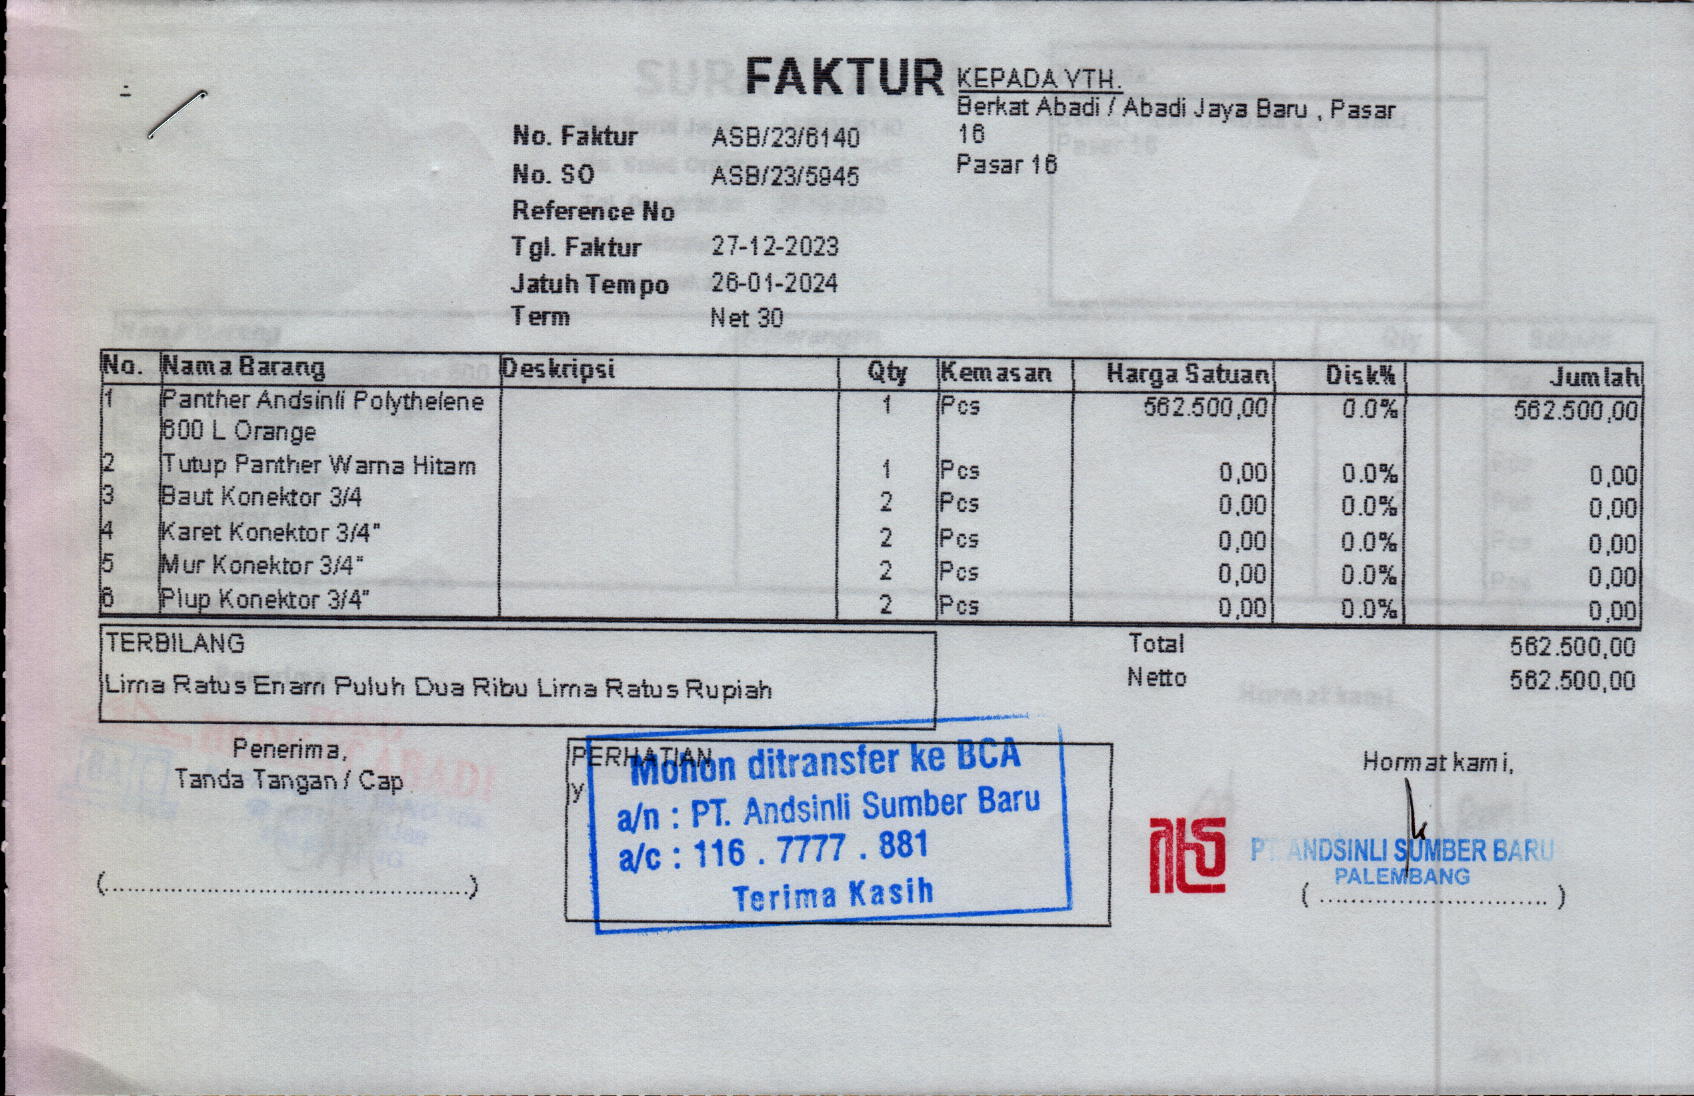 FAKTUR
KEPADA YTH.
Berkat Abadi / Abadi Jaya Baru , Pasar
16
Pasar 16
No. Faktur ASB/23/6140
No. SO ASB/23/5945
Reference No
Tgl. Faktur 27-12-2023
Jatuh Tempo 26-01-2024
Term Net 30
No. Nama Barang Deskripsi Qty Kemasan Harga Satuan Disk% Jumlah
1 Panther Andsinli Polythelene 1 Pcs 562.500,00 0.0% 562.500,00
600 L Orange
2 Tutup Panther Warna Hitam 1 Pcs 0,00 0.0% 0,00
3 Baut Konektor 3/4 2 Pcs 0,00 0.0% 0,00
4 Karet Konektor 3/4" 2 Pcs 0,00 0.0% 0,00
5 Mur Konektor 3/4" 2 Pcs 0,00 0.0% 0,00
6 Plup Konektor 3/4" 2 Pcs 0,00 0.0% 0,00
TERBILANG
Lima Ratus Enam Puluh Dua Ribu Lima Ratus Rupiah
Total 562.500,00
Netto 562.500,00
Penerima,
Tanda Tangan / Cap
(..................................................)
PERHATIAN
y
Mohon ditransfer ke BCA
a/n : PT. Andsinli Sumber Baru
a/c : 116 . 7777 . 881
Terima Kasih
Hormat kami,
PT ANDSINLI SUMBER BARU
PALEMBANG
( ............................... )